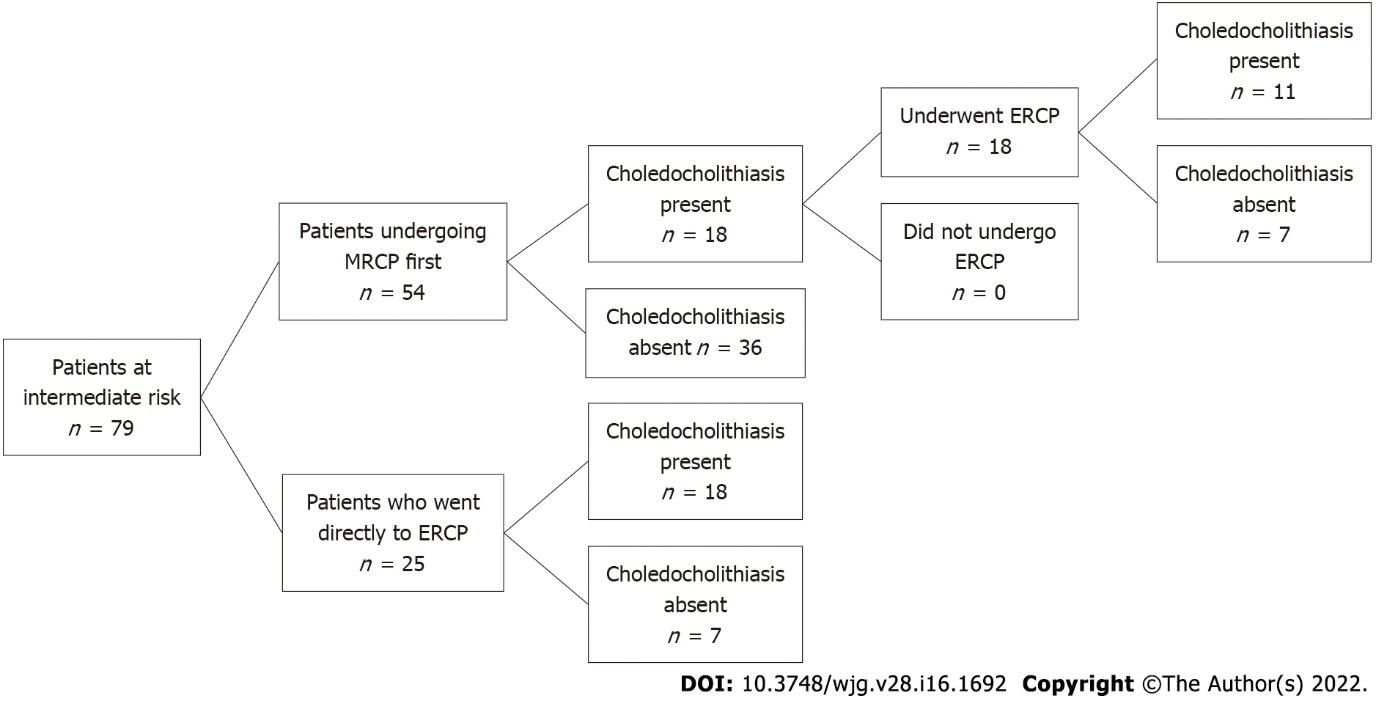 Patients at
intermediate risk
n = 79
Patients undergoing
MRCP first
n = 54
Patients who went
directly to ERCP
n = 25
Choledocholithiasis
present
n = 18
Choledocholithiasis
absent n = 36
Choledocholithiasis
present
n = 18
Choledocholithiasis
absent
n = 7
Underwent ERCP
n = 18
Did not undergo
ERCP
n = 0
Choledocholithiasis
present
n = 11
Choledocholithiasis
absent
n = 7
DOI: 10.3748/wjg.v28.i16.1692 Copyright ©The Author(s) 2022.